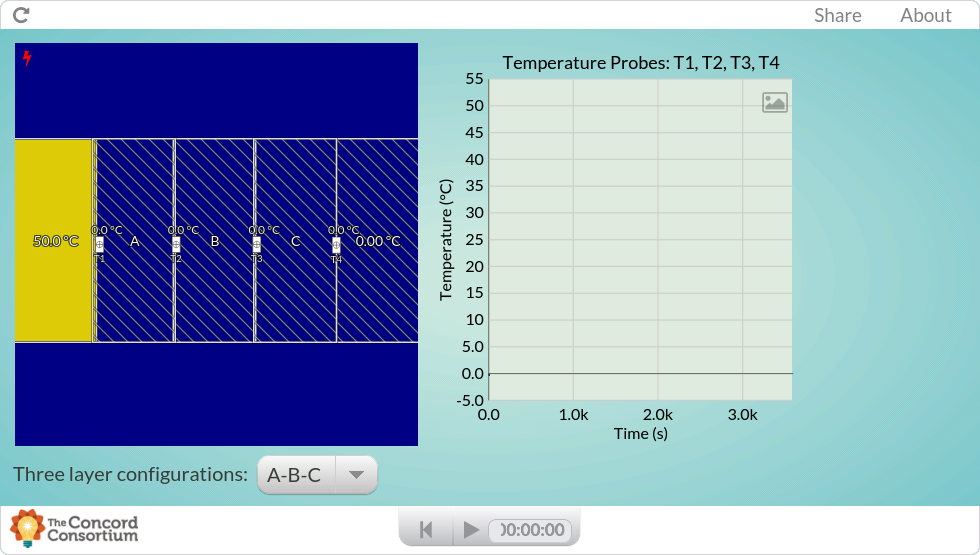 Share
About
50.0 °C
0.0 °C
T1
A
0.0 °C
T2
B
0.0 °C
T3
C
0.0 °C
T4
0.00 °C
Temperature Probes: T1, T2, T3, T4
Temperature (°C)
55
50
45
40
35
30
25
20
15
10
5.0
0.0
-5.0
0.0 1.0k 2.0k 3.0k
Time (s)
Three layer configurations: A-B-C
The Concord
Consortium
00:00:00